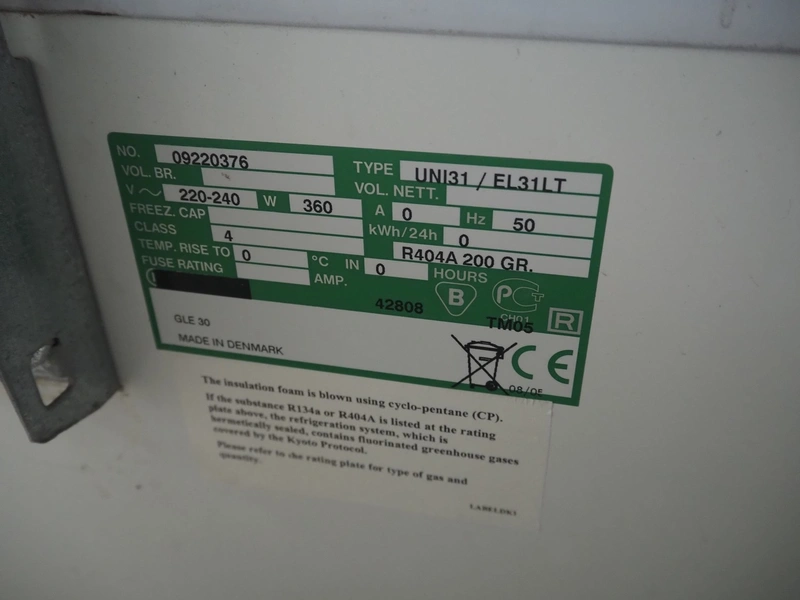 NO. 09220376 TYPE UNI31 / EL31LT
VOL. BR. VOL. NETT.
V~ 220-240 W 360 A 0 Hz 50
FREEZ. CAP kWh/24h 0
CLASS 4 R404A 200 GR.
TEMP. RISE TO 0 °C IN 0 HOURS
FUSE RATING AMP.
42808 B PCT
CH01
TM05 R
GLE 30
MADE IN DENMARK
CE
The insulation foam is blown using cyclo-pentane (CP).
If the substance R134a or R404A is listed at the rating
plate above, the refrigeration system, which is
hermetically sealed, contains fluorinated greenhouse gases
covered by the Kyoto Protocol.
Please refer to the rating plate for type of gas and
quantity.